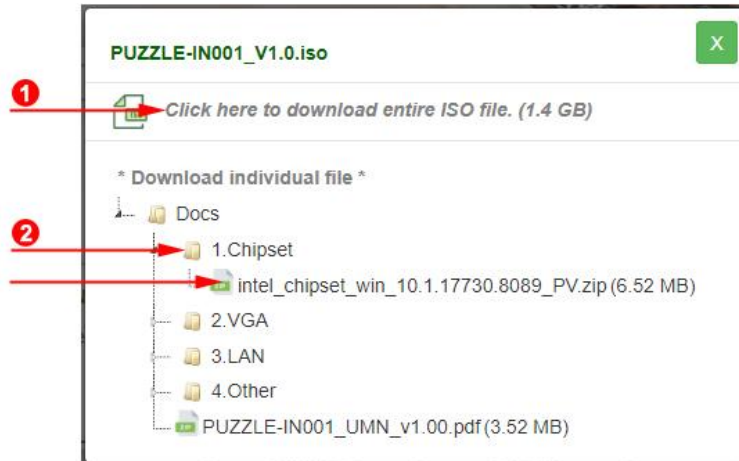 PUZZLE-IN001_V1.0.iso
X
1
Click here to download entire ISO file. (1.4 GB)
* Download individual file *
Docs
2
1.Chipset
intel_chipset_win_10.1.17730.8089_PV.zip (6.52 MB)
2.VGA
3.LAN
4.Other
PUZZLE-IN001_UMN_v1.00.pdf (3.52 MB)